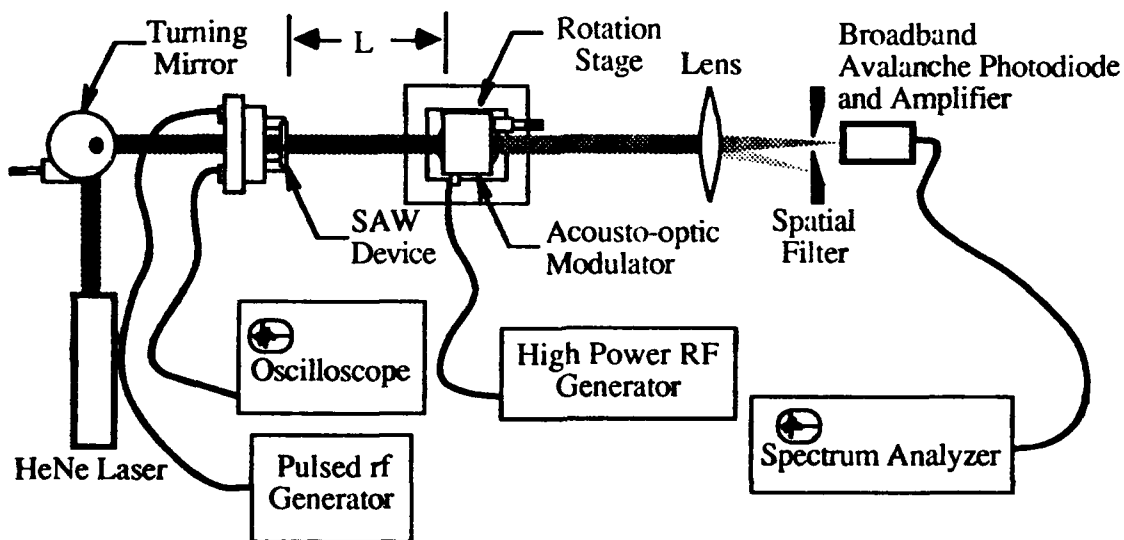 Turning
Mirror
L
Rotation
Stage
Lens
Broadband
Avalanche Photodiode
and Amplifier
SAW
Device
Acousto-optic
Modulator
Spatial
Filter
Oscilloscope
High Power RF
Generator
Spectrum Analyzer
HeNe Laser
Pulsed rf
Generator